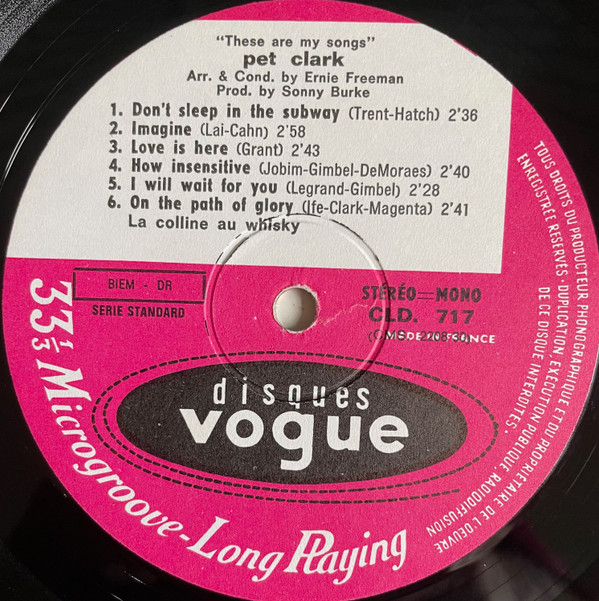 "These are my songs"
pet clark
Arr. & Cond. by Ernie Freeman
Prod. by Sonny Burke
1. Don't sleep in the subway (Trent-Hatch) 2'36
2. Imagine (Lai-Cahn) 2'58
3. Love is here (Grant) 2'43
4. How insensitive (Jobim-Gimbel-DeMoraes) 2'40
5. I will wait for you (Legrand-Gimbel) 2'28
6. On the path of glory (Ife-Clark-Magenta) 2'41
La colline au whisky
BIEM - DR
SERIE STANDARD
STÉRÉO=MONO
CLD. 717
disques
vogue
33 1/3 Microgroove-Long Playing
TOUS DROITS DU PRODUCTEUR PHONOGRAPHIQUE ET DU PROPRIÉTAIRE DE L'OEUVRE
ENREGISTRÉE RESERVÉS - DUPLICATION EXÉCUTION PUBLIQUE RADIODIFFUSION
DE CE DISQUE INTERDITES -